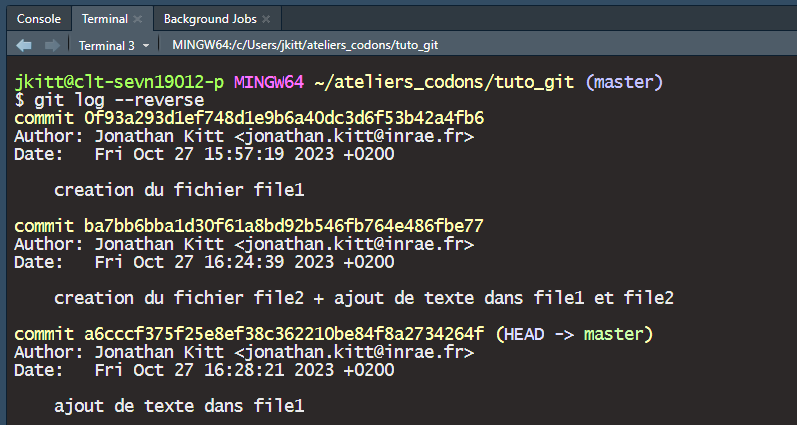 Console Terminal Background Jobs
Terminal 3 MINGW64:/c/Users/jkitt/ateliers_codons/tuto_git
jkitt@clt-sevn19012-p MINGW64 ~/ateliers_codons/tuto_git (master)
$ git log --reverse
commit 0f93a293d1ef748d1e9b6a40dc3d6f53b42a4fb6
Author: Jonathan Kitt <jonathan.kitt@inrae.fr>
Date:   Fri Oct 27 15:57:19 2023 +0200
    creation du fichier file1
commit ba7bb6bba1d30f61a8bd92b546fb764e486fbe77
Author: Jonathan Kitt <jonathan.kitt@inrae.fr>
Date:   Fri Oct 27 16:24:39 2023 +0200
    creation du fichier file2 + ajout de texte dans file1 et file2
commit a6cccf375f25e8ef38c362210be84f8a2734264f (HEAD -> master)
Author: Jonathan Kitt <jonathan.kitt@inrae.fr>
Date:   Fri Oct 27 16:28:21 2023 +0200
    ajout de texte dans file1